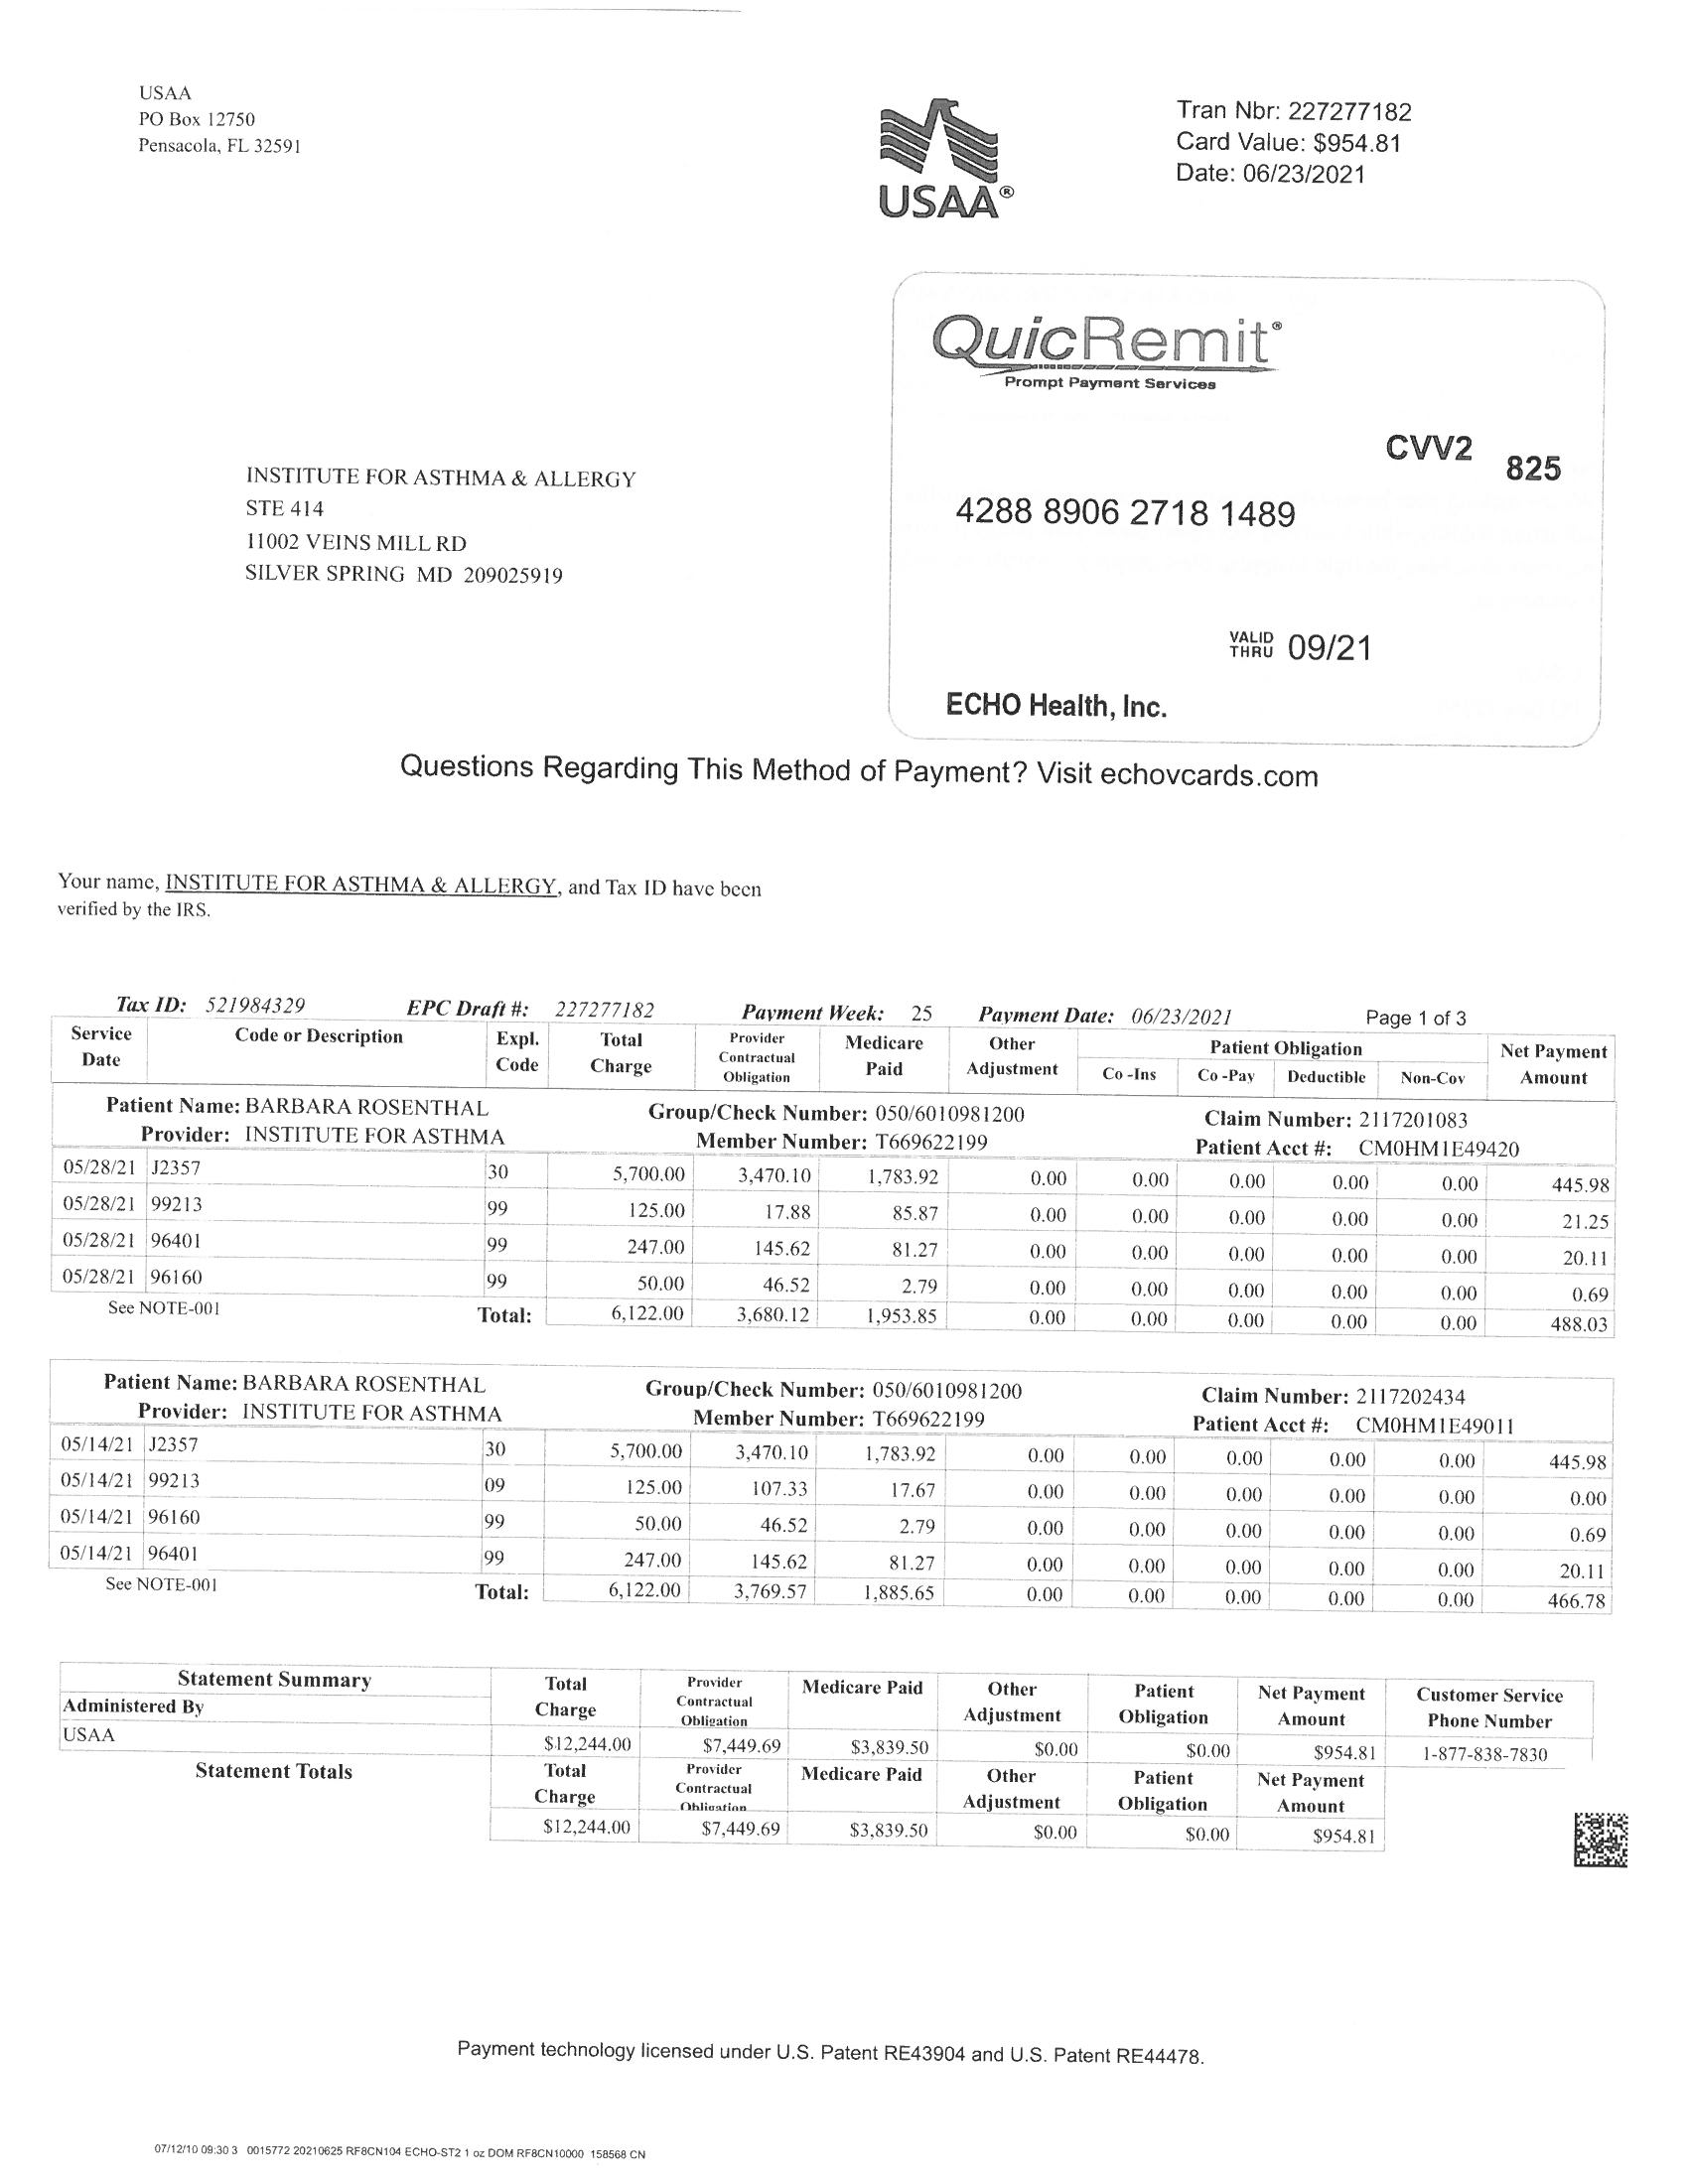 USAA
PO Box 12750
Pensacola, FL 32591
USAA®
Tran Nbr: 227277182
Card Value: $954.81
Date: 06/23/2021
QuicRemit®
Prompt Payment Services
CVV2 825
4288 8906 2718 1489
VALID THRU 09/21
ECHO Health, Inc.
INSTITUTE FOR ASTHMA & ALLERGY
STE 414
11002 VEINS MILL RD
SILVER SPRING MD 209025919
Questions Regarding This Method of Payment? Visit echovcards.com
Your name, INSTITUTE FOR ASTHMA & ALLERGY, and Tax ID have been
verified by the IRS.
Tax ID: 521984329 EPC Draft #: 227277182 Payment Week: 25 Payment Date: 06/23/2021 Page 1 of 3
Service Date Code or Description Expl. Code Total Charge Provider Contractual Obligation Medicare Paid Other Adjustment Patient Obligation Co -Ins Co -Pay Deductible Non-Cov Net Payment Amount
Patient Name: BARBARA ROSENTHAL Group/Check Number: 050/6010981200 Claim Number: 2117201083
Provider: INSTITUTE FOR ASTHMA Member Number: T669622199 Patient Acct #: CM0HM1E49420
05/28/21 J2357 30 5,700.00 3,470.10 1,783.92 0.00 0.00 0.00 0.00 0.00 445.98
05/28/21 99213 99 125.00 17.88 85.87 0.00 0.00 0.00 0.00 0.00 21.25
05/28/21 96401 99 247.00 145.62 81.27 0.00 0.00 0.00 0.00 0.00 20.11
05/28/21 96160 99 50.00 46.52 2.79 0.00 0.00 0.00 0.00 0.00 0.69
See NOTE-001 Total: 6,122.00 3,680.12 1,953.85 0.00 0.00 0.00 0.00 0.00 488.03
Patient Name: BARBARA ROSENTHAL Group/Check Number: 050/6010981200 Claim Number: 2117202434
Provider: INSTITUTE FOR ASTHMA Member Number: T669622199 Patient Acct #: CM0HM1E49011
05/14/21 J2357 30 5,700.00 3,470.10 1,783.92 0.00 0.00 0.00 0.00 0.00 445.98
05/14/21 99213 09 125.00 107.33 17.67 0.00 0.00 0.00 0.00 0.00 0.00
05/14/21 96160 99 50.00 46.52 2.79 0.00 0.00 0.00 0.00 0.00 0.69
05/14/21 96401 99 247.00 145.62 81.27 0.00 0.00 0.00 0.00 0.00 20.11
See NOTE-001 Total: 6,122.00 3,769.57 1,885.65 0.00 0.00 0.00 0.00 0.00 466.78
Statement Summary Total Charge Provider Contractual Obligation Medicare Paid Other Adjustment Patient Obligation Net Payment Amount Customer Service Phone Number
Administered By
USAA $12,244.00 $7,449.69 $3,839.50 $0.00 $0.00 $954.81 1-877-838-7830
Statement Totals Total Charge Provider Contractual Obligation Medicare Paid Other Adjustment Patient Obligation Net Payment Amount
$12,244.00 $7,449.69 $3,839.50 $0.00 $0.00 $954.81
Payment technology licensed under U.S. Patent RE43904 and U.S. Patent RE44478.
07/12/10 09:30 3 0015772 20210625 RF8CN104 ECHO-ST2 1 oz DOM RF8CN10000 158568 CN